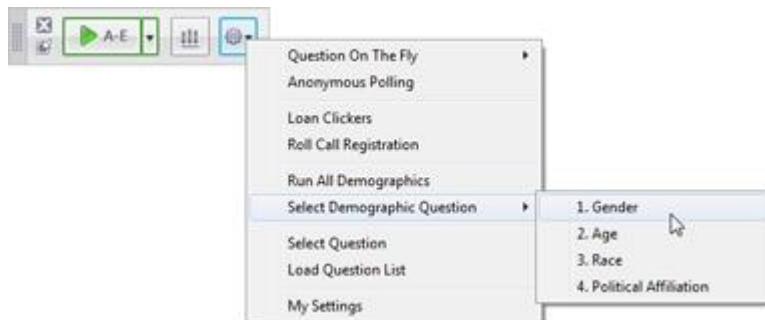 A-E
Question On The Fly
Anonymous Polling
Loan Clickers
Roll Call Registration
Run All Demographics
Select Demographic Question
1. Gender
2. Age
3. Race
4. Political Affiliation
Select Question
Load Question List
My Settings